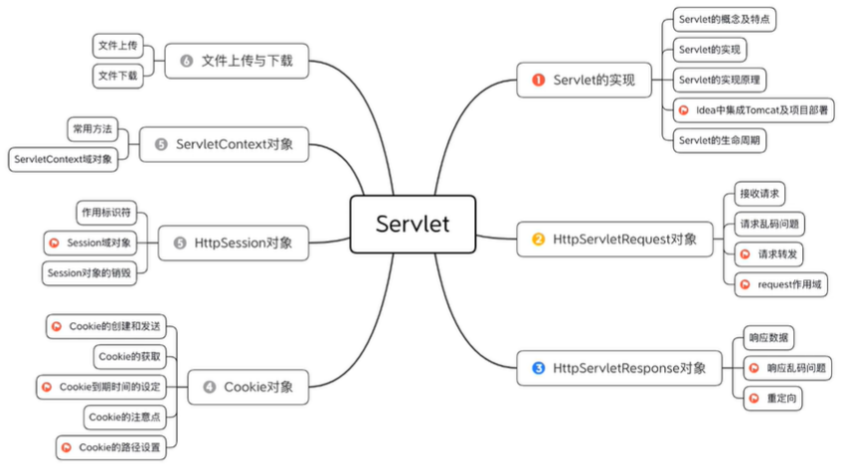 Servlet
❶ Servlet的实现
Servlet的概念及特点
Servlet的实现
Servlet的实现原理
Idea中集成Tomcat及项目部署
Servlet的生命周期
❷ HttpServletRequest对象
接收请求
请求乱码问题
请求转发
request作用域
❸ HttpServletResponse对象
响应数据
响应乱码问题
重定向
❹ Cookie对象
Cookie的创建和发送
Cookie的获取
Cookie到期时间的设定
Cookie的注意点
Cookie的路径设置
❺ HttpSession对象
作用标识符
Session域对象
Session对象的销毁
❺ ServletContext对象
常用方法
ServletContext域对象
❻ 文件上传与下载
文件上传
文件下载